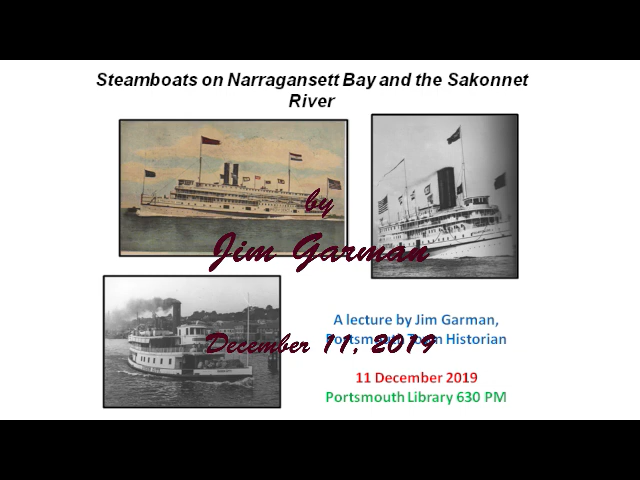 Steamboats on Narragansett Bay and the Sakonnet
River
by
Jim Garman
A lecture by Jim Garman,
Portsmouth Town Historian
December 11, 2019
11 December 2019
Portsmouth Library 630 PM